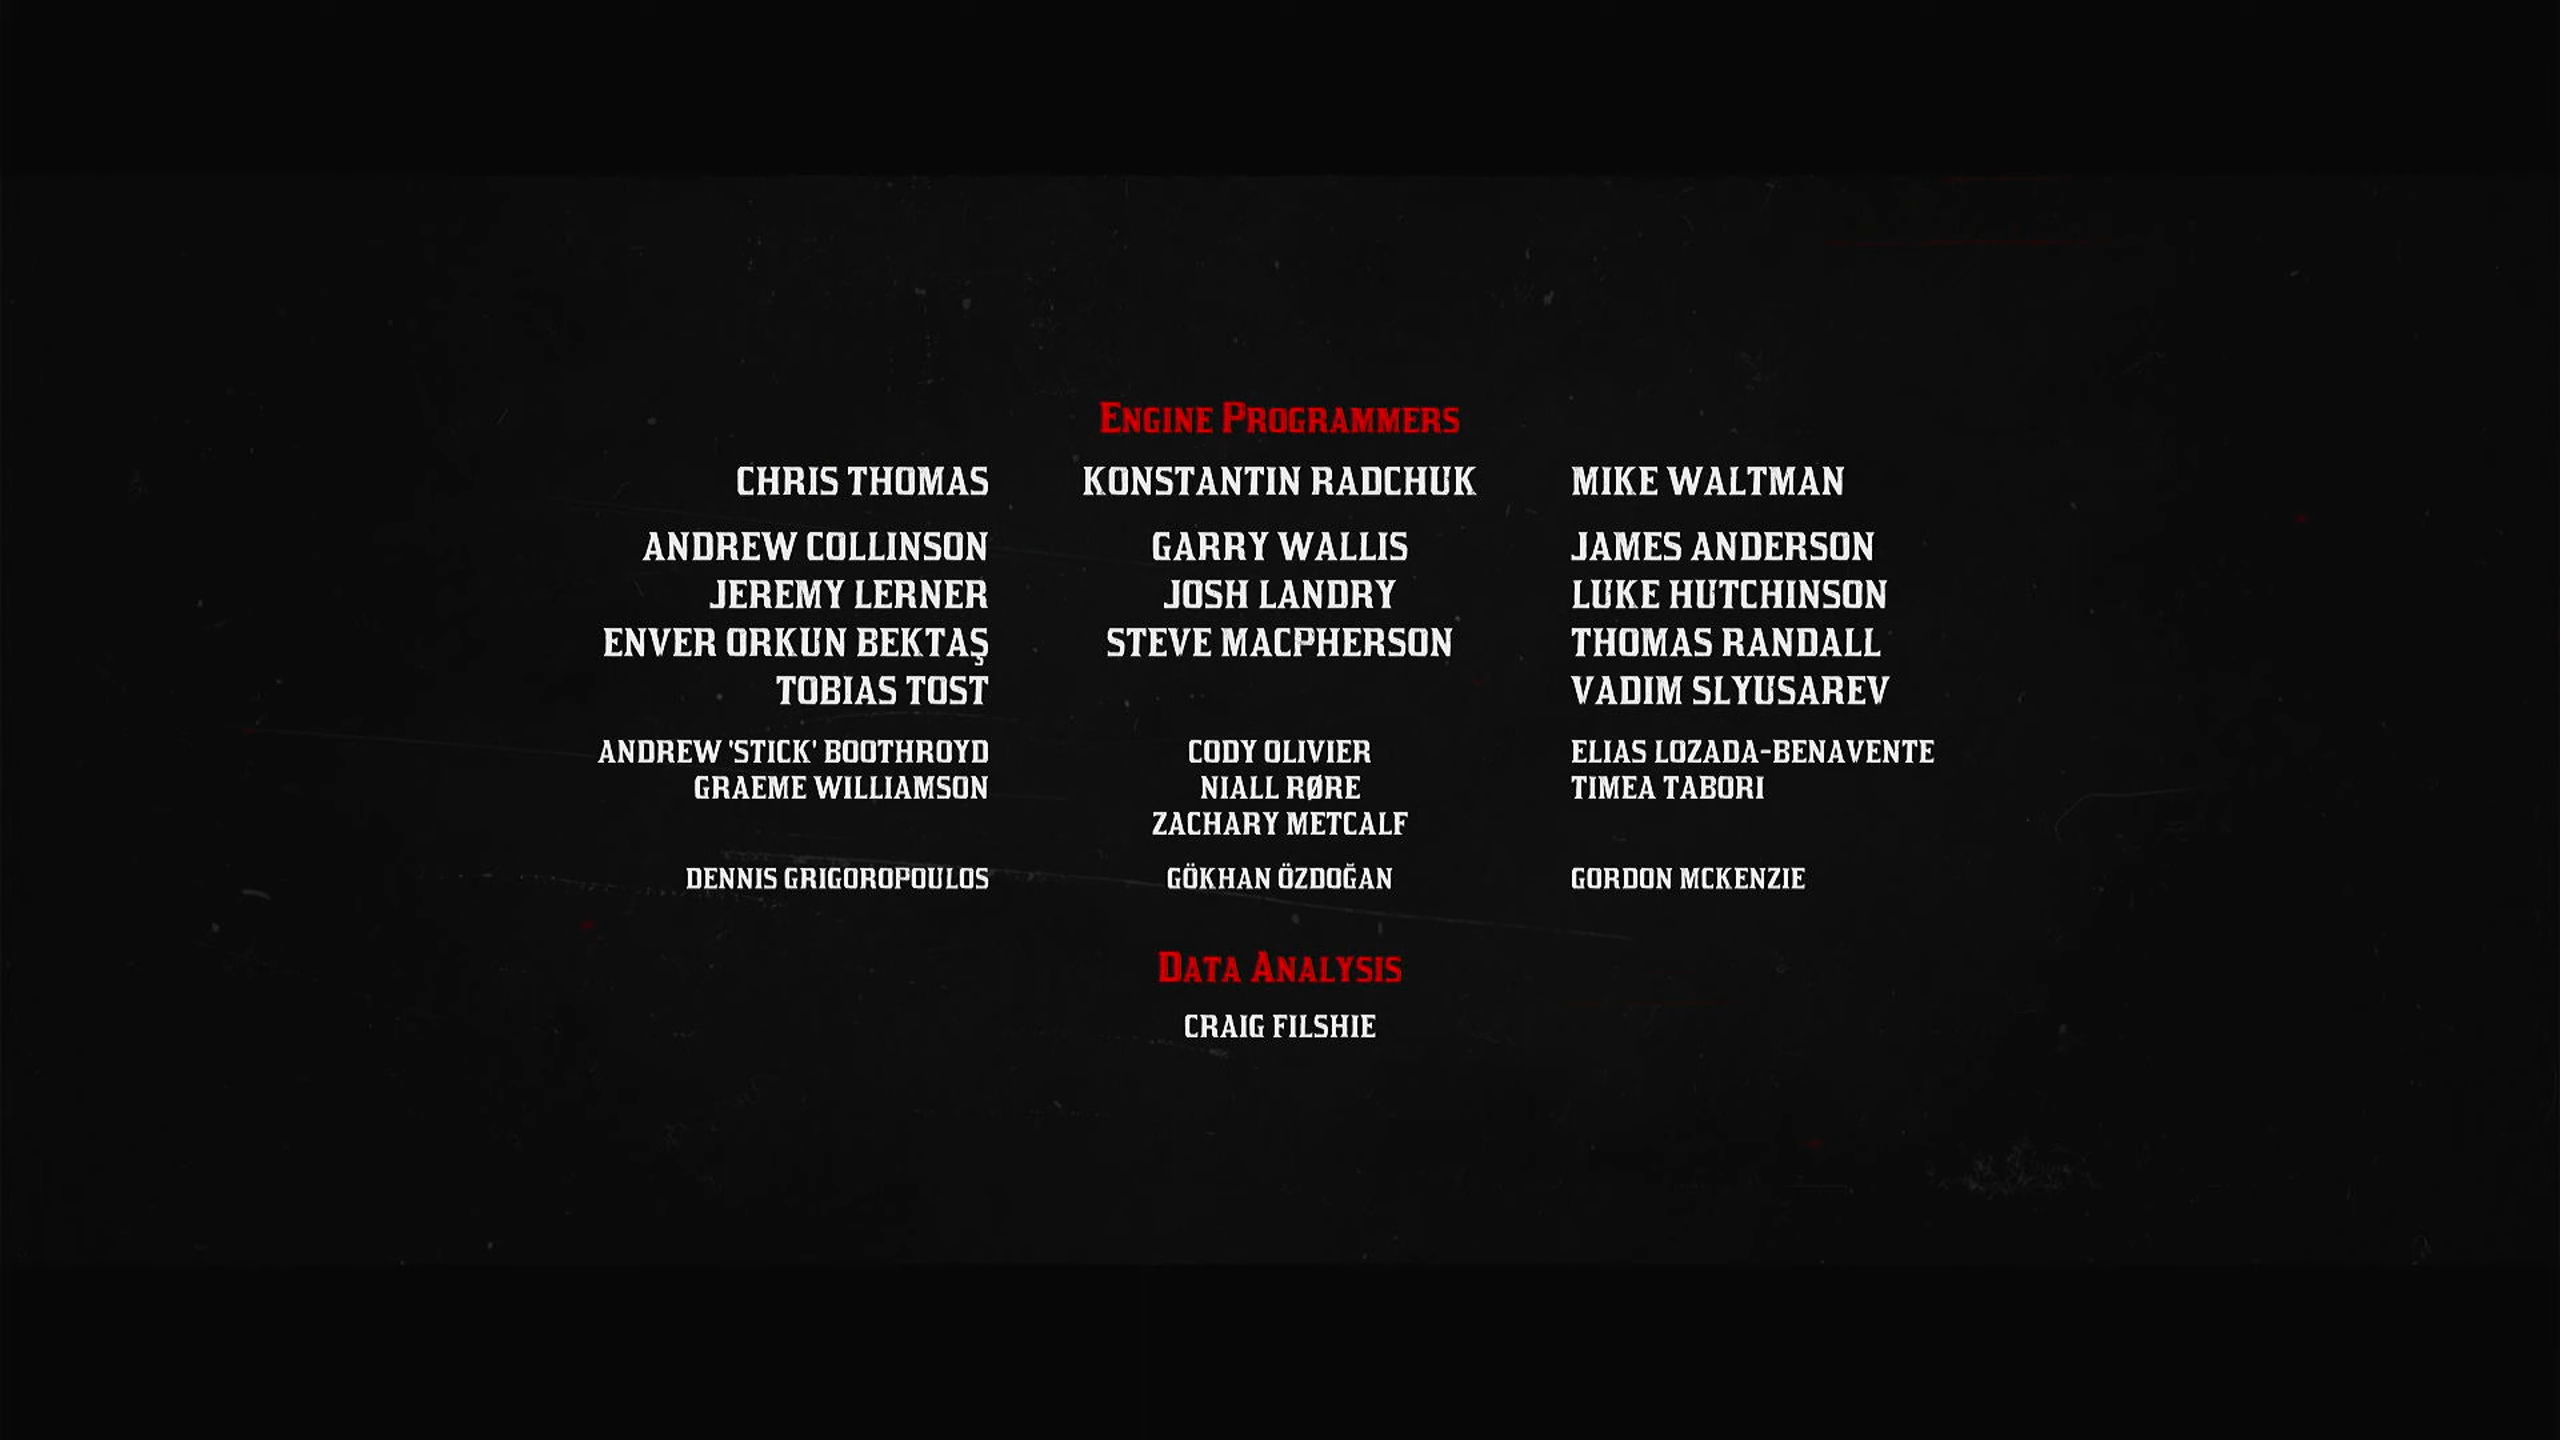 Engine Programmers
CHRIS THOMAS KONSTANTIN RADCHUK MIKE WALTMAN
ANDREW COLLINSON GARRY WALLIS JAMES ANDERSON
JEREMY LERNER JOSH LANDRY LUKE HUTCHINSON
ENVER ORKUN BEKTAŞ STEVE MACPHERSON THOMAS RANDALL
TOBIAS TOST VADIM SLYUSAREV
ANDREW 'STICK' BOOTHROYD CODY OLIVIER ELIAS LOZADA-BENAVENTE
GRAEME WILLIAMSON NIALL RØRE TIMEA TABORI
ZACHARY METCALF
DENNIS GRIGOROPOULOS GÖKHAN ÖZDOĞAN GORDON MCKENZIE
Data Analysis
CRAIG FILSHIE